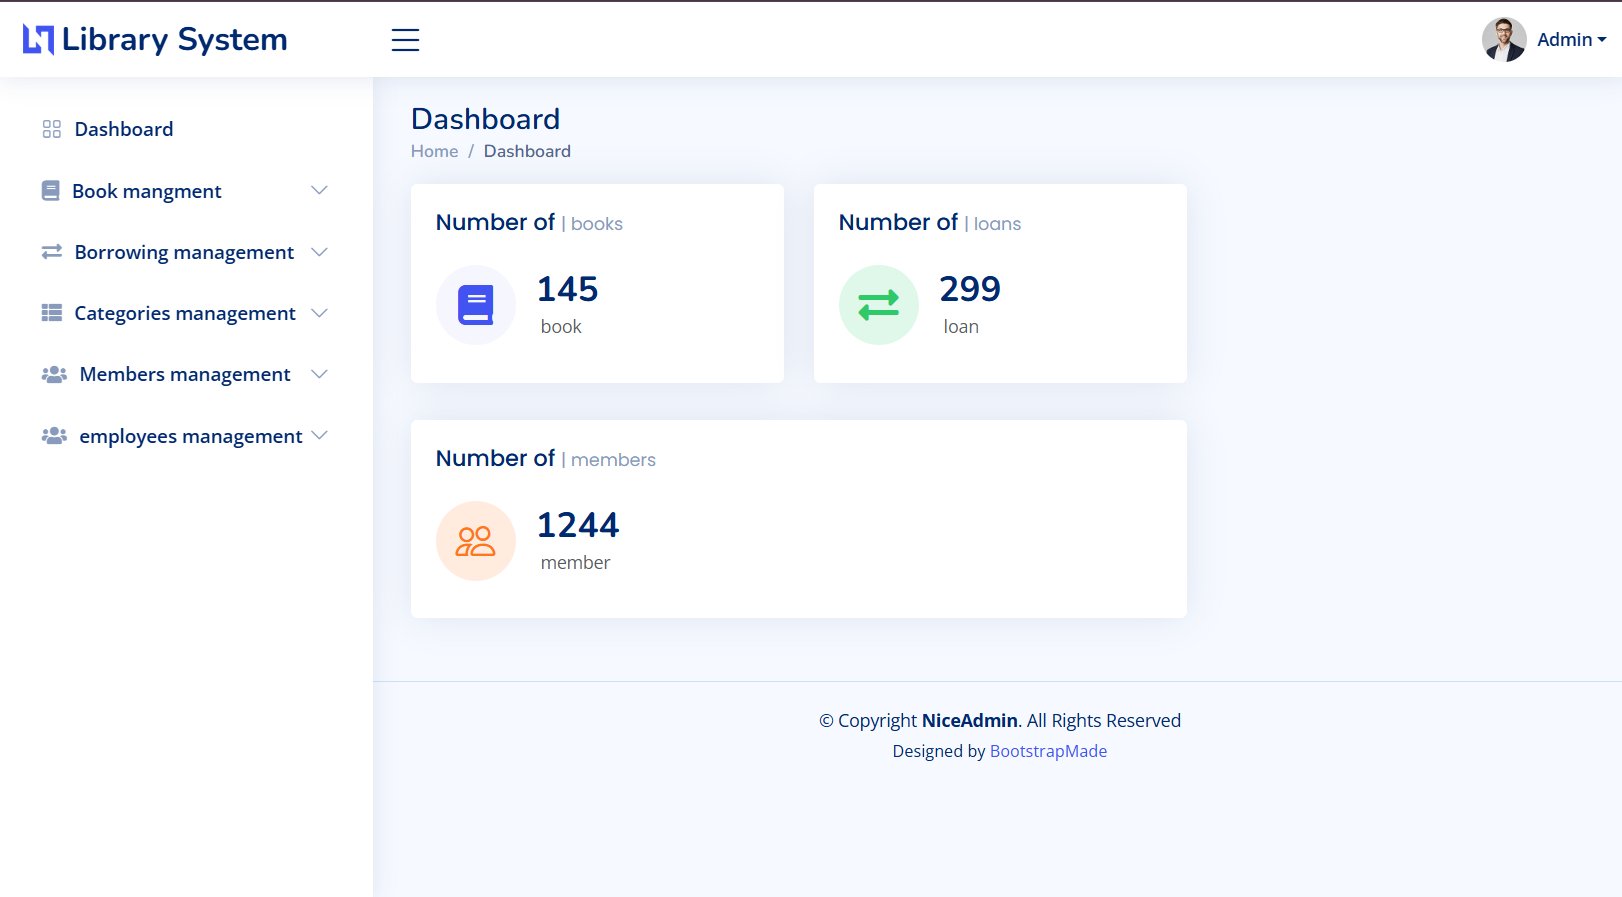 Library System
Admin
Dashboard
Book mangment
Borrowing management
Categories management
Members management
employees management
Dashboard
Home / Dashboard
Number of | books
145
book
Number of | loans
299
loan
Number of | members
1244
member
© Copyright NiceAdmin. All Rights Reserved
Designed by BootstrapMade